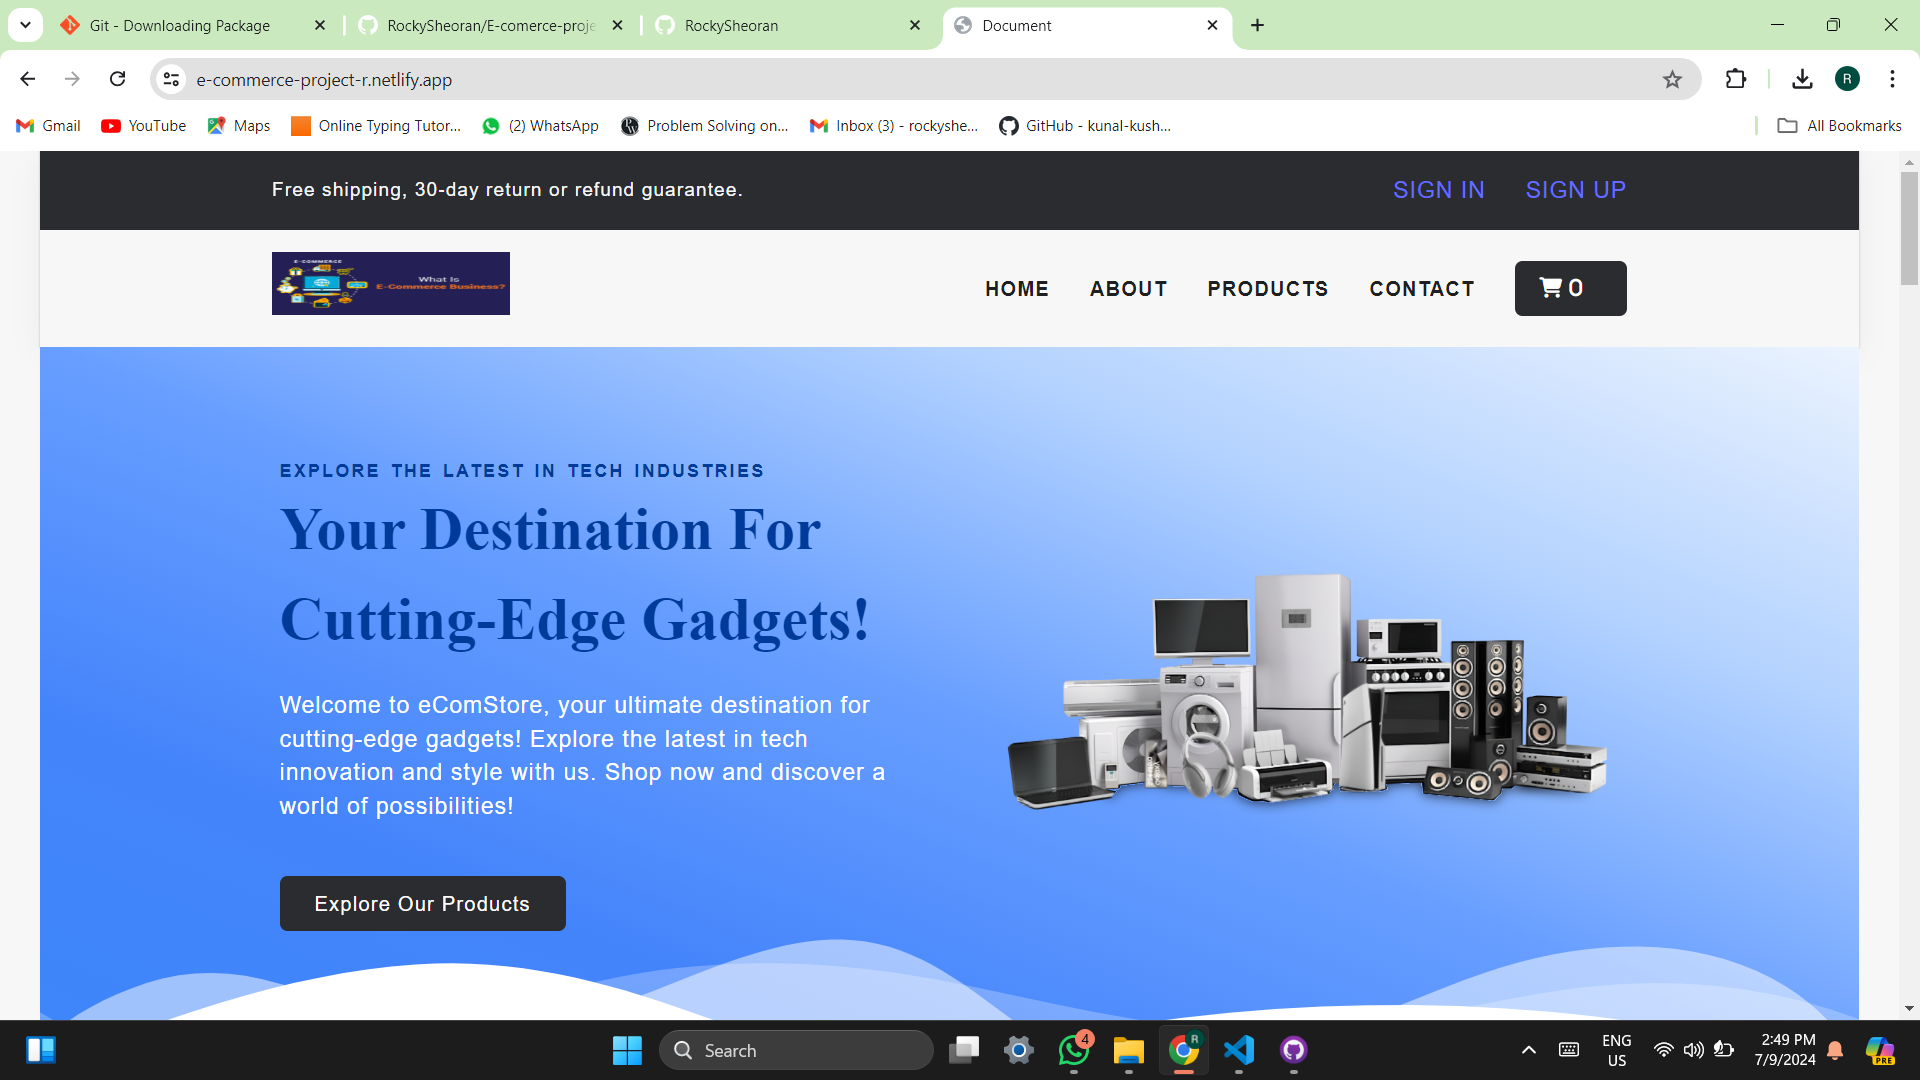 Git - Downloading Package
RockySheoran/E-comerce-proje
RockySheoran
Document
e-commerce-project-r.netlify.app
R
Gmail
YouTube
Maps
Online Typing Tutor...
(2) WhatsApp
Problem Solving on...
Inbox (3) - rockyshe...
GitHub - kunal-kush...
All Bookmarks
Free shipping, 30-day return or refund guarantee.
SIGN IN
SIGN UP
E-COMMERCE
What Is
E-Commerce Business?
HOME
ABOUT
PRODUCTS
CONTACT
0
EXPLORE THE LATEST IN TECH INDUSTRIES
Your Destination For
Cutting-Edge Gadgets!
Welcome to eComStore, your ultimate destination for
cutting-edge gadgets! Explore the latest in tech
innovation and style with us. Shop now and discover a
world of possibilities!
Explore Our Products
Search
4
R
ENG
US
2:49 PM
7/9/2024
PRE